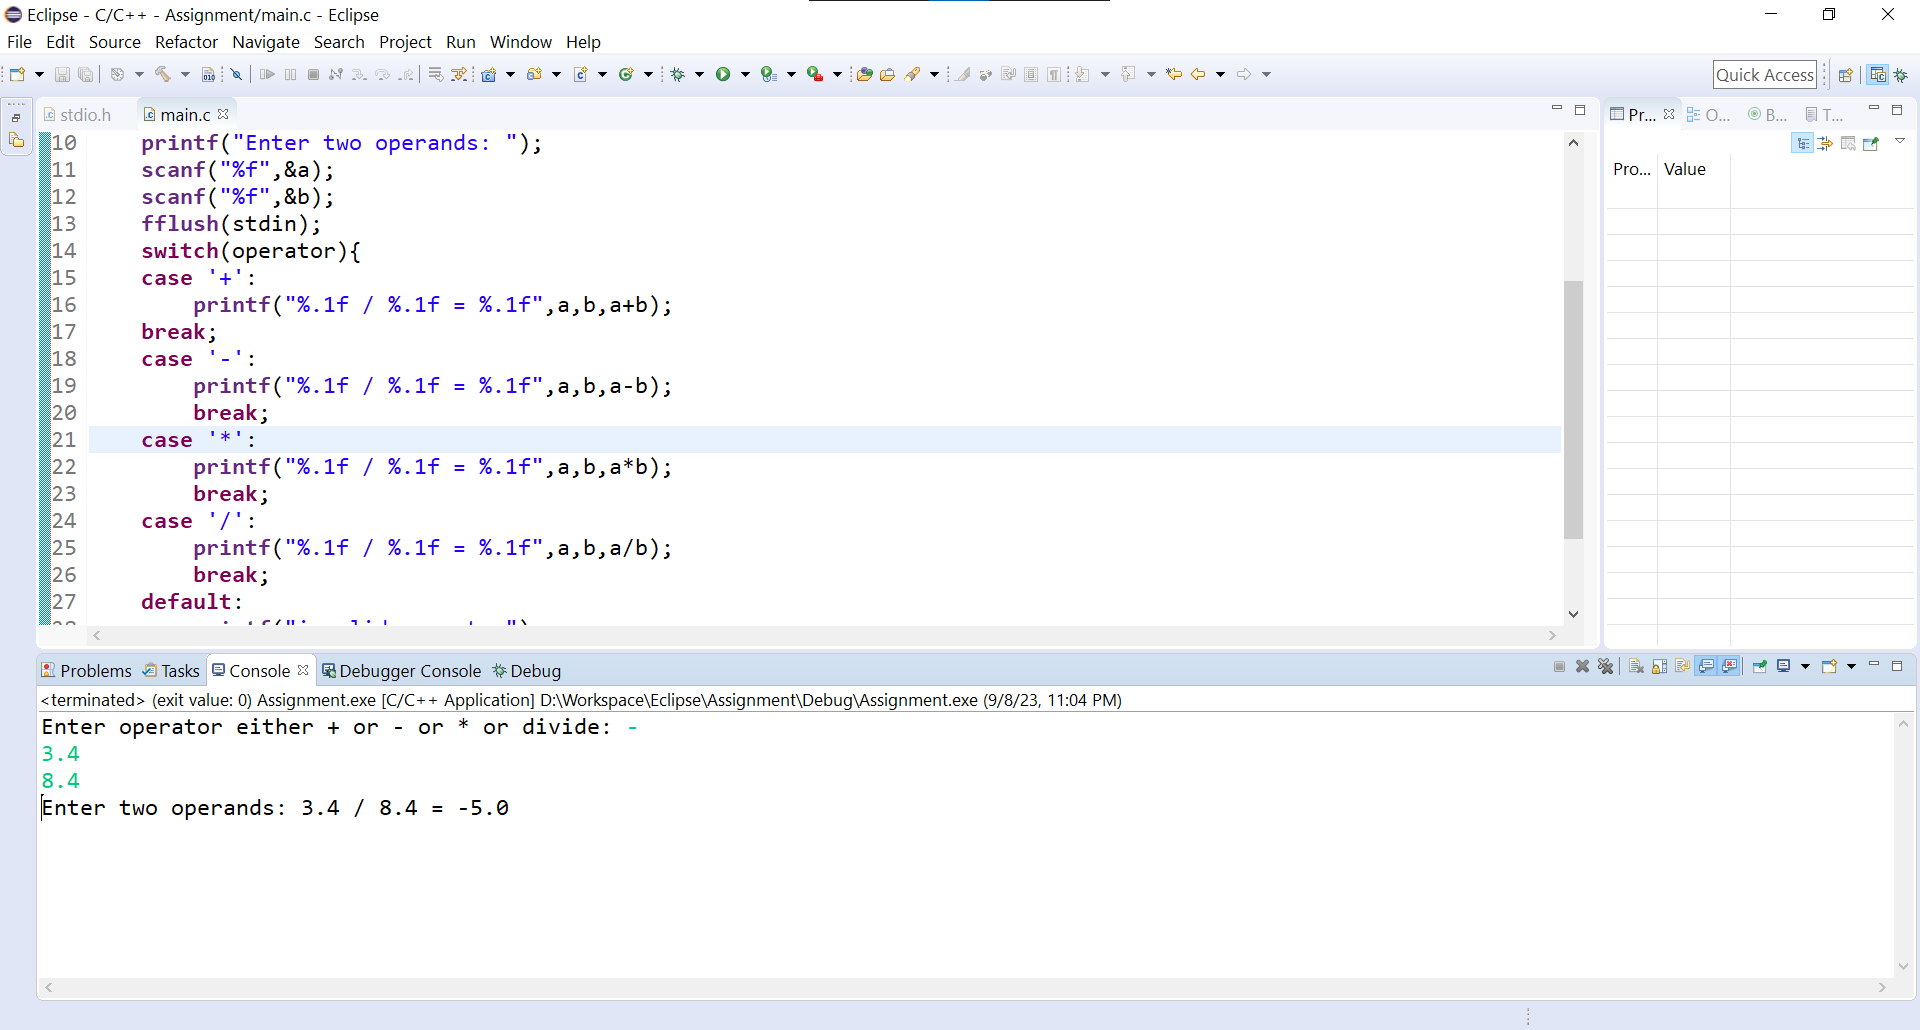 Eclipse - C/C++ - Assignment/main.c - Eclipse
File Edit Source Refactor Navigate Search Project Run Window Help
Quick Access
stdio.h main.c
Pr... O... B... T...
Pro... Value
10 printf("Enter two operands: ");
11 scanf("%f",&a);
12 scanf("%f",&b);
13 fflush(stdin);
14 switch(operator){
15 case '+':
16 printf("%.1f / %.1f = %.1f",a,b,a+b);
17 break;
18 case '-':
19 printf("%.1f / %.1f = %.1f",a,b,a-b);
20 break;
21 case '*':
22 printf("%.1f / %.1f = %.1f",a,b,a*b);
23 break;
24 case '/':
25 printf("%.1f / %.1f = %.1f",a,b,a/b);
26 break;
27 default:
Problems Tasks Console Debugger Console Debug
<terminated> (exit value: 0) Assignment.exe [C/C++ Application] D:\Workspace\Eclipse\Assignment\Debug\Assignment.exe (9/8/23, 11:04 PM)
Enter operator either + or - or * or divide: -
3.4
8.4
Enter two operands: 3.4 / 8.4 = -5.0